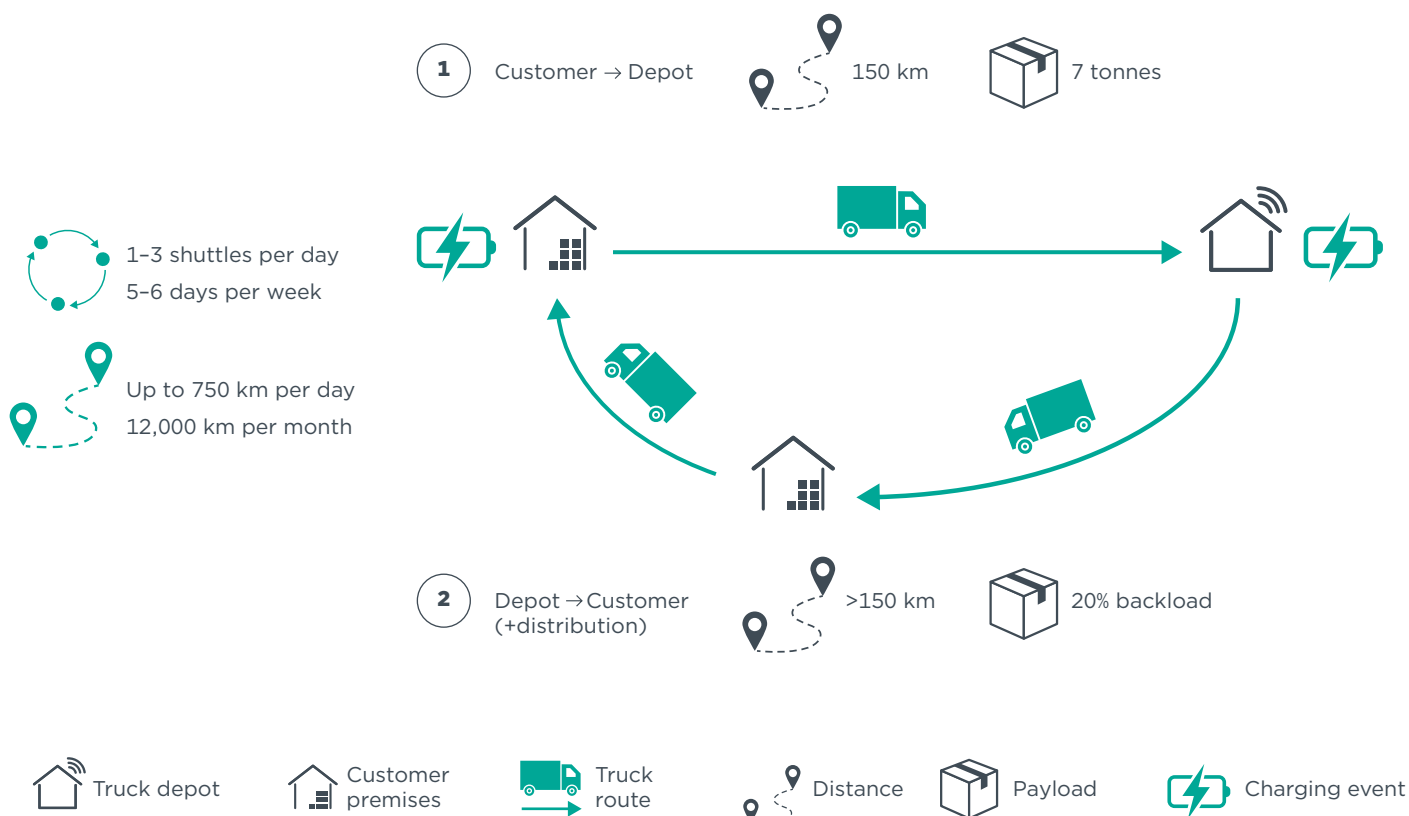 1
Customer → Depot
150 km
7 tonnes
1–3 shuttles per day
5–6 days per week
Up to 750 km per day
12,000 km per month
2
Depot → Customer
(+distribution)
>150 km
20% backload
Truck depot
Customer
premises
Truck
route
Distance
Payload
Charging event